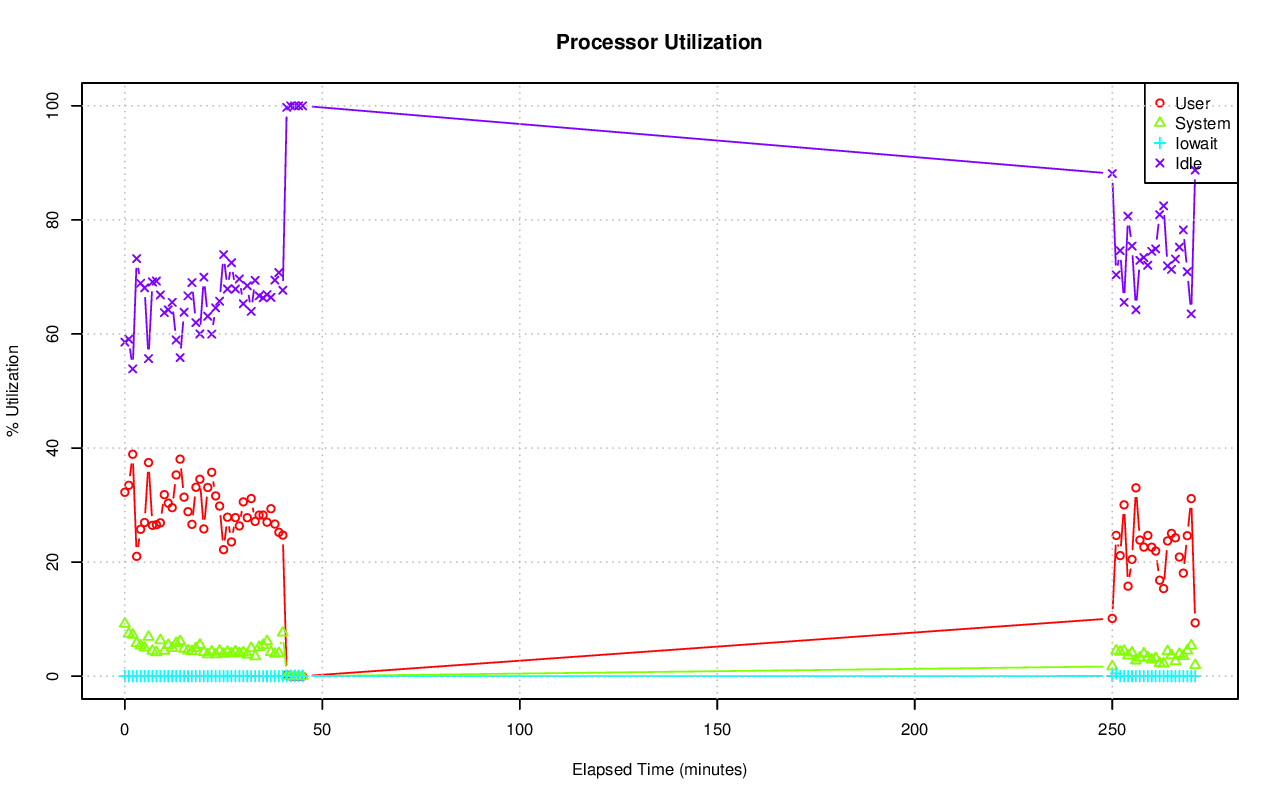 Processor Utilization
% Utilization
100
80
60
40
20
0
User
System
Iowait
Idle
0 50 100 150 200 250
Elapsed Time (minutes)